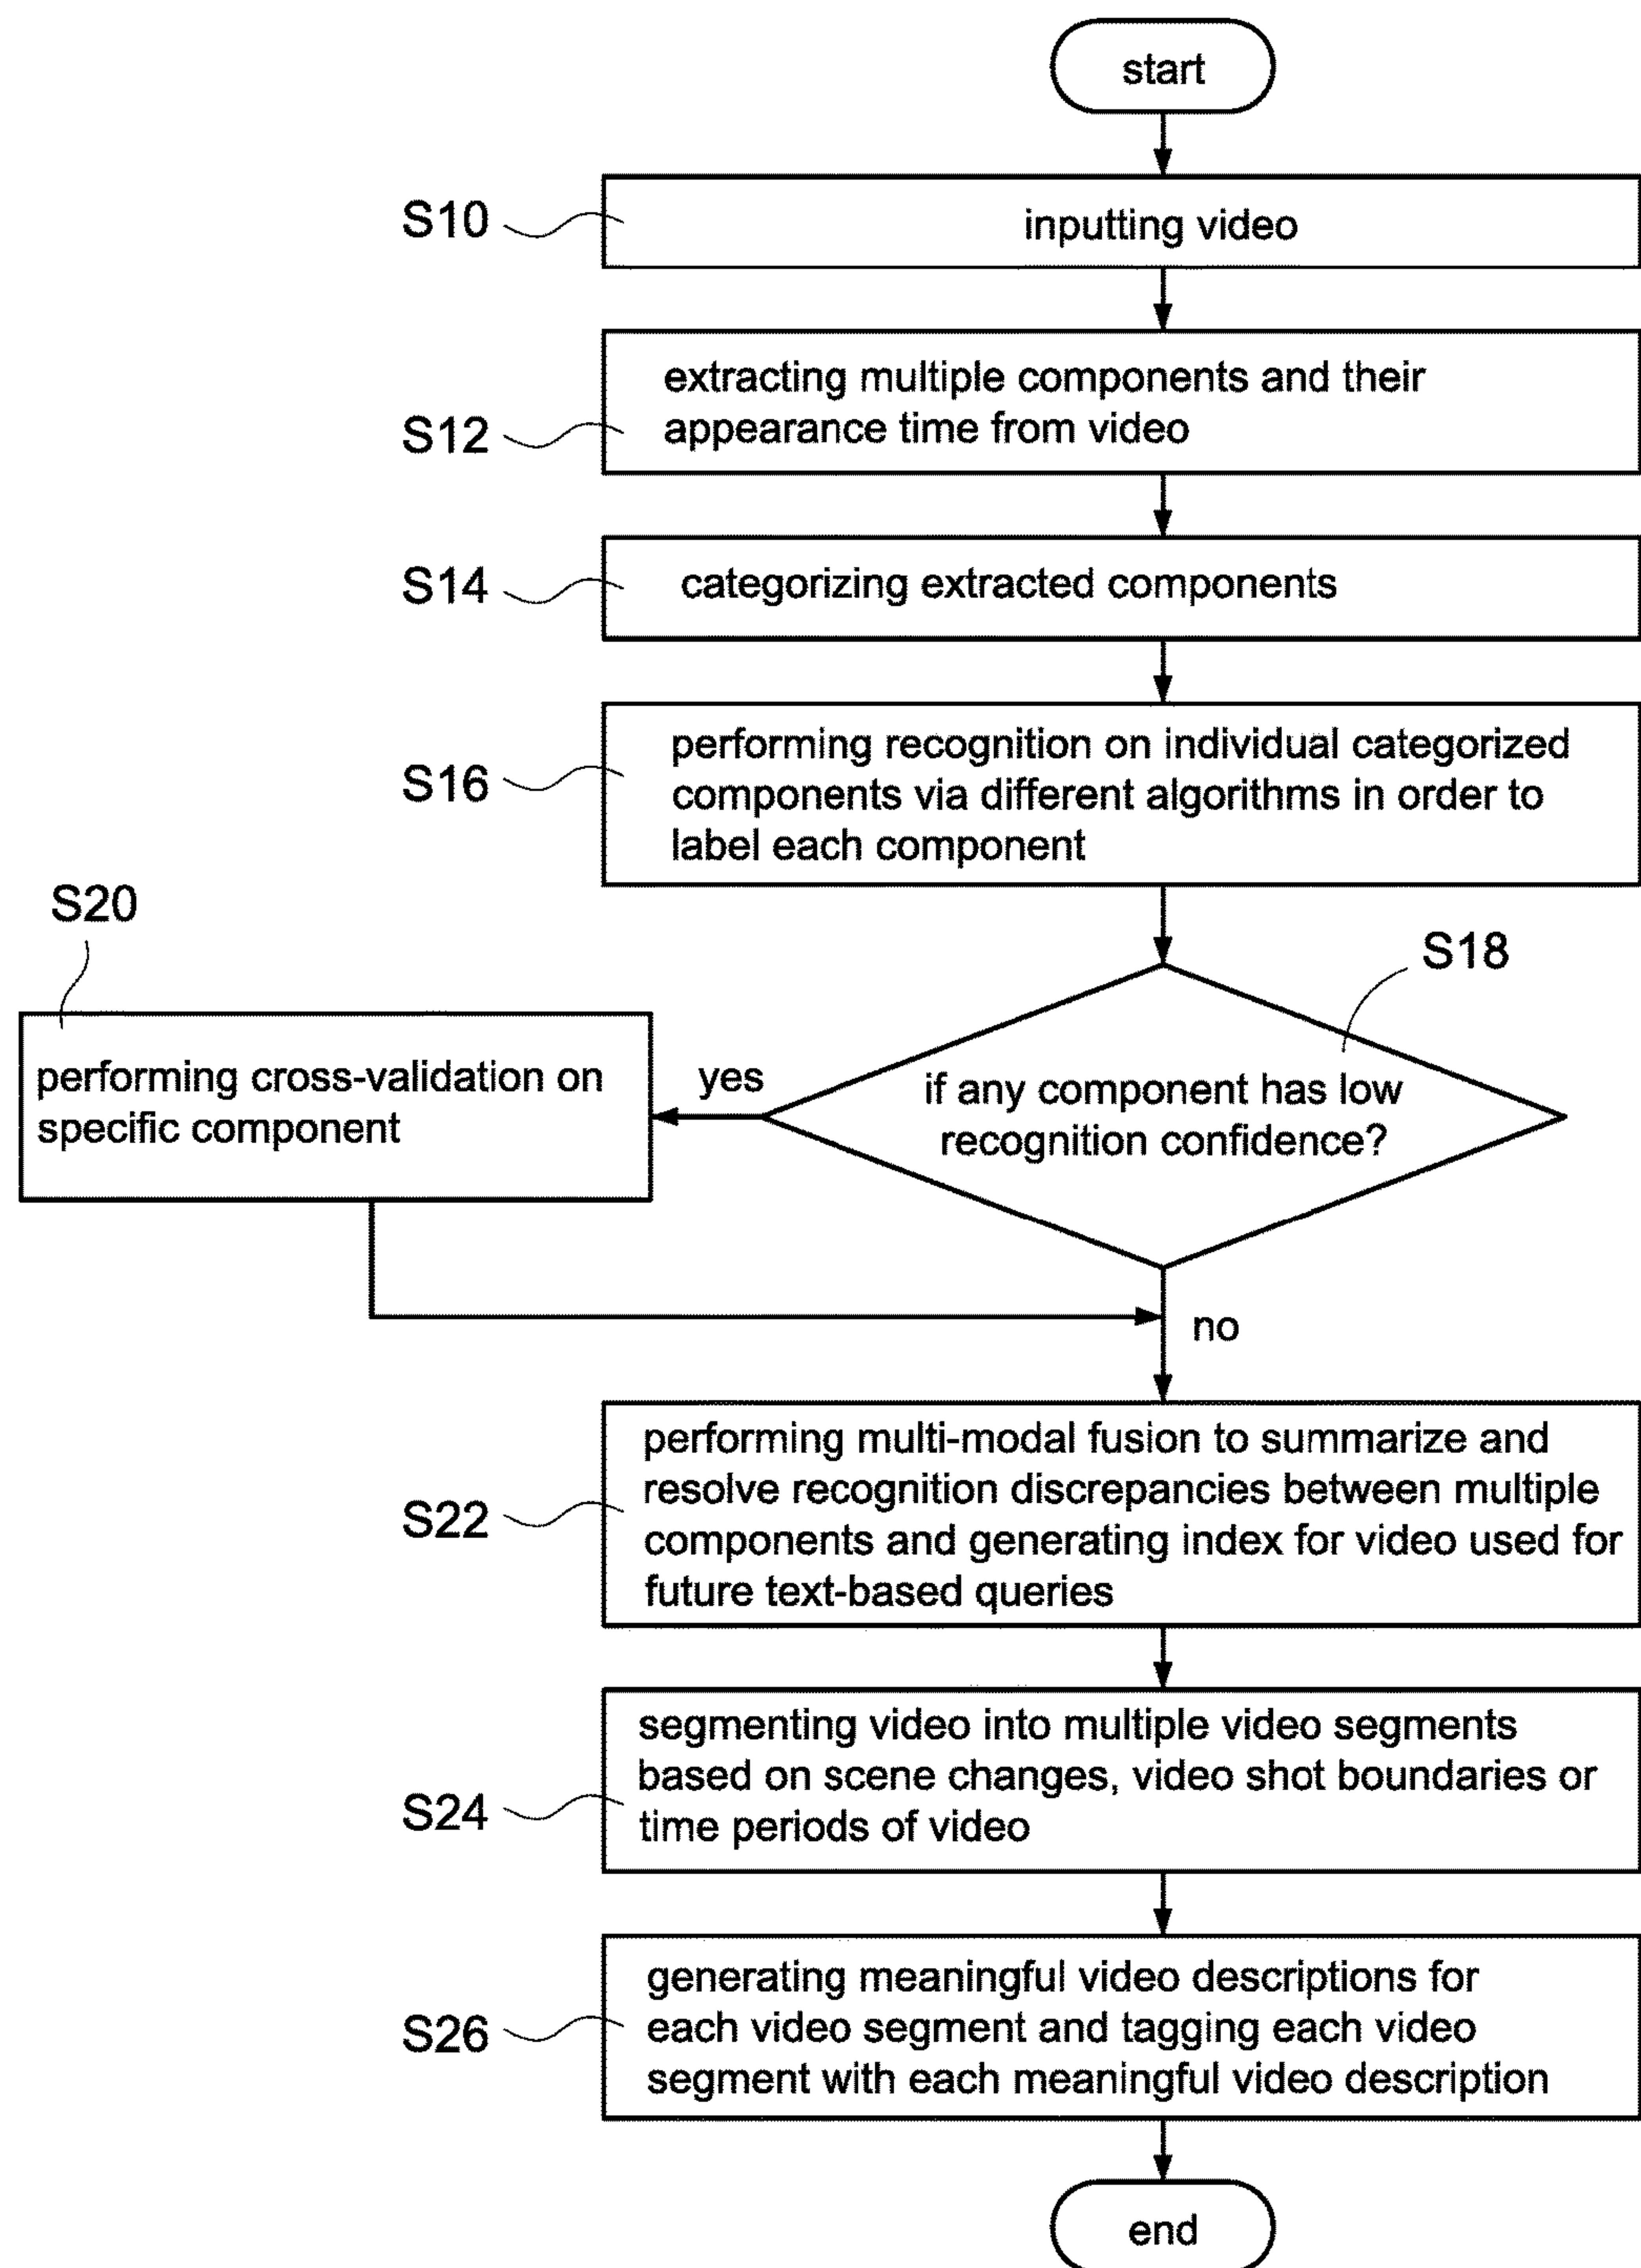 start
S10
inputting video
S12
extracting multiple components and their
appearance time from video
S14
categorizing extracted components
S16
performing recognition on individual categorized
components via different algorithms in order to
label each component
S20
S18
performing cross-validation on
specific component
yes
if any component has low
recognition confidence?
no
S22
performing multi-modal fusion to summarize and
resolve recognition discrepancies between multiple
components and generating index for video used for
future text-based queries
S24
segmenting video into multiple video segments
based on scene changes, video shot boundaries or
time periods of video
S26
generating meaningful video descriptions for
each video segment and tagging each video
segment with each meaningful video description
end